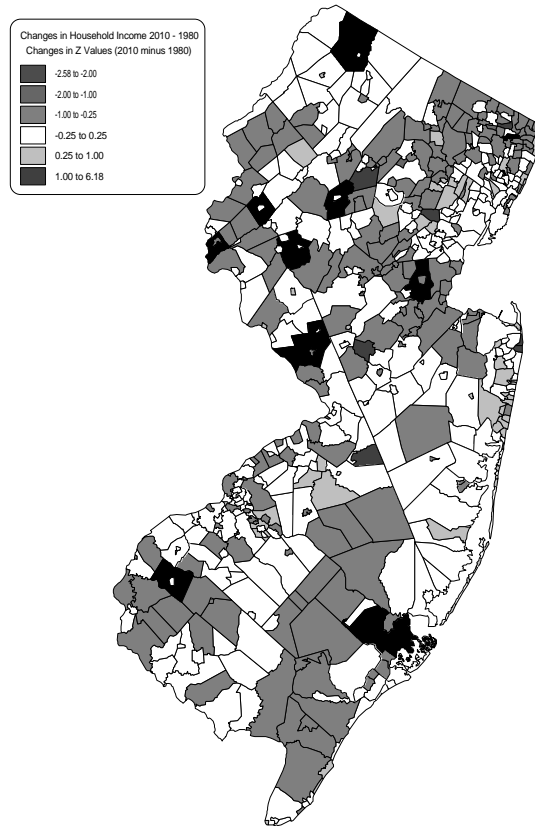 Changes in Household Income 2010 - 1980
Changes in Z Values (2010 minus 1980)
-2.58 to -2.00
-2.00 to -1.00
-1.00 to -0.25
-0.25 to 0.25
0.25 to 1.00
1.00 to 6.18